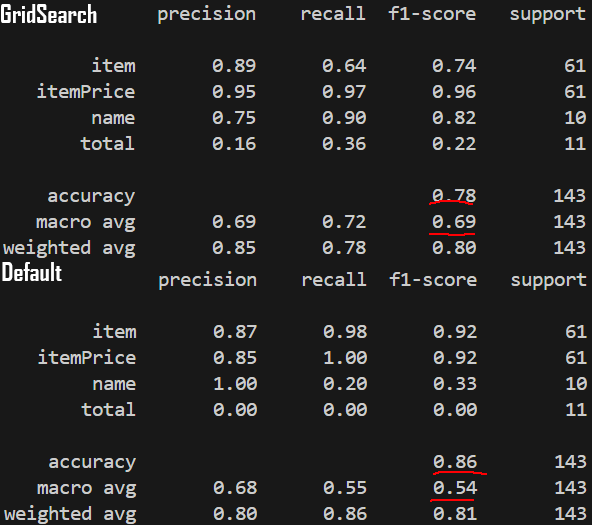 GridSearch precision recall f1-score support
item 0.89 0.64 0.74 61
itemPrice 0.95 0.97 0.96 61
name 0.75 0.90 0.82 10
total 0.16 0.36 0.22 11
accuracy 0.78 143
macro avg 0.69 0.72 0.69 143
weighted avg 0.85 0.78 0.80 143
Default precision recall f1-score support
item 0.87 0.98 0.92 61
itemPrice 0.85 1.00 0.92 61
name 1.00 0.20 0.33 10
total 0.00 0.00 0.00 11
accuracy 0.86 143
macro avg 0.68 0.55 0.54 143
weighted avg 0.80 0.86 0.81 143